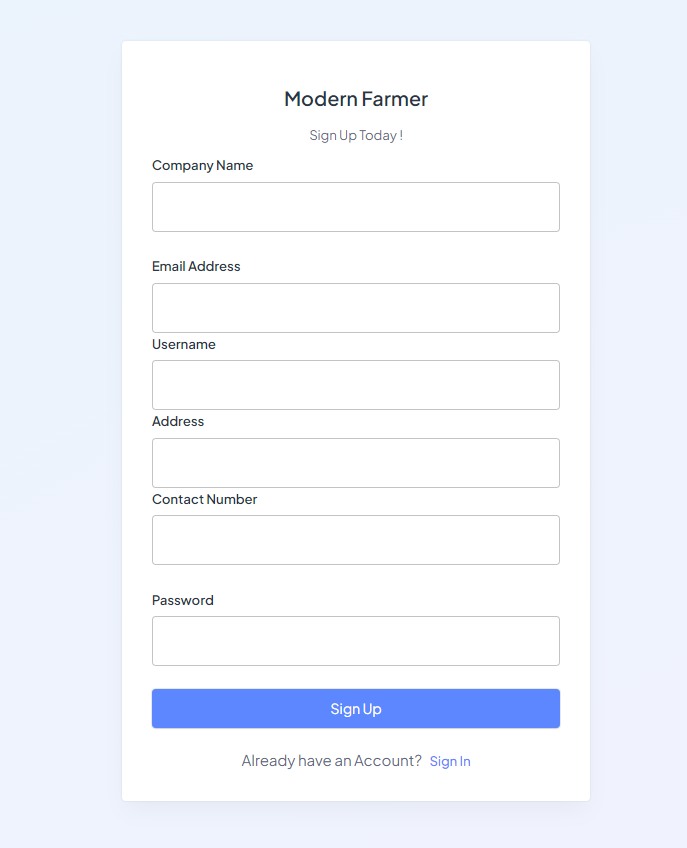 Modern Farmer
Sign Up Today !
Company Name
Email Address
Username
Address
Contact Number
Password
Sign Up
Already have an Account? Sign In